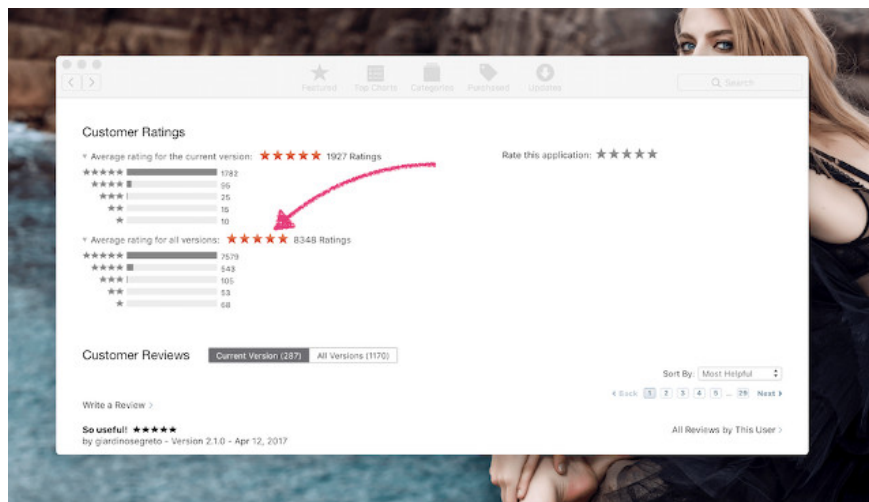 Featured Top Charts Categories Purchased Updates
Search
Customer Ratings
Average rating for the current version: ★★★★★ 1927 Ratings
Rate this application: ★★★★★
★★★★★ 1782
★★★★ 95
★★★ 25
★★ 15
★ 10
Average rating for all versions: ★★★★★ 8348 Ratings
★★★★★ 7579
★★★★ 543
★★★ 105
★★ 53
★ 68
Customer Reviews Current Version (287) All Versions (1170)
Sort By: Most Helpful
< Back 1 2 3 4 5 ... 29 Next >
Write a Review >
So useful! ★★★★★
All Reviews by This User >
by giardinosegreto - Version 2.1.0 - Apr 12, 2017